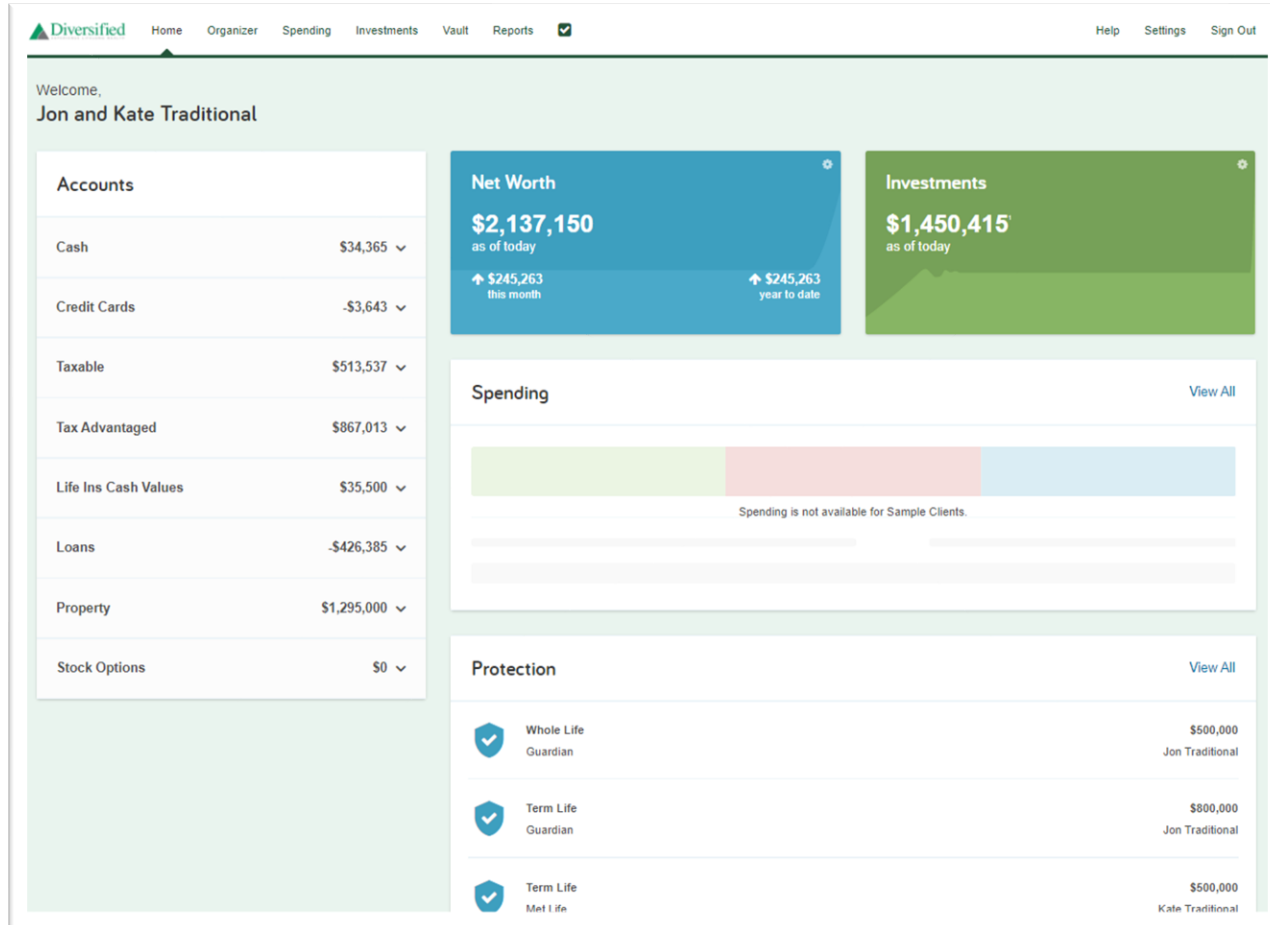 Diversified Home Organizer Spending Investments Vault Reports Help Settings Sign Out
Welcome,
Jon and Kate Traditional
Accounts
Cash $34,365
Credit Cards -$3,643
Taxable $513,537
Tax Advantaged $867,013
Life Ins Cash Values $35,500
Loans -$426,385
Property $1,295,000
Stock Options $0
Net Worth
$2,137,150
as of today
$245,263 $245,263
this month year to date
Investments
$1,450,415¹
as of today
Spending View All
Spending is not available for Sample Clients.
Protection View All
Whole Life $500,000
Guardian Jon Traditional
Term Life $800,000
Guardian Jon Traditional
Term Life $500,000
Met Life Kate Traditional